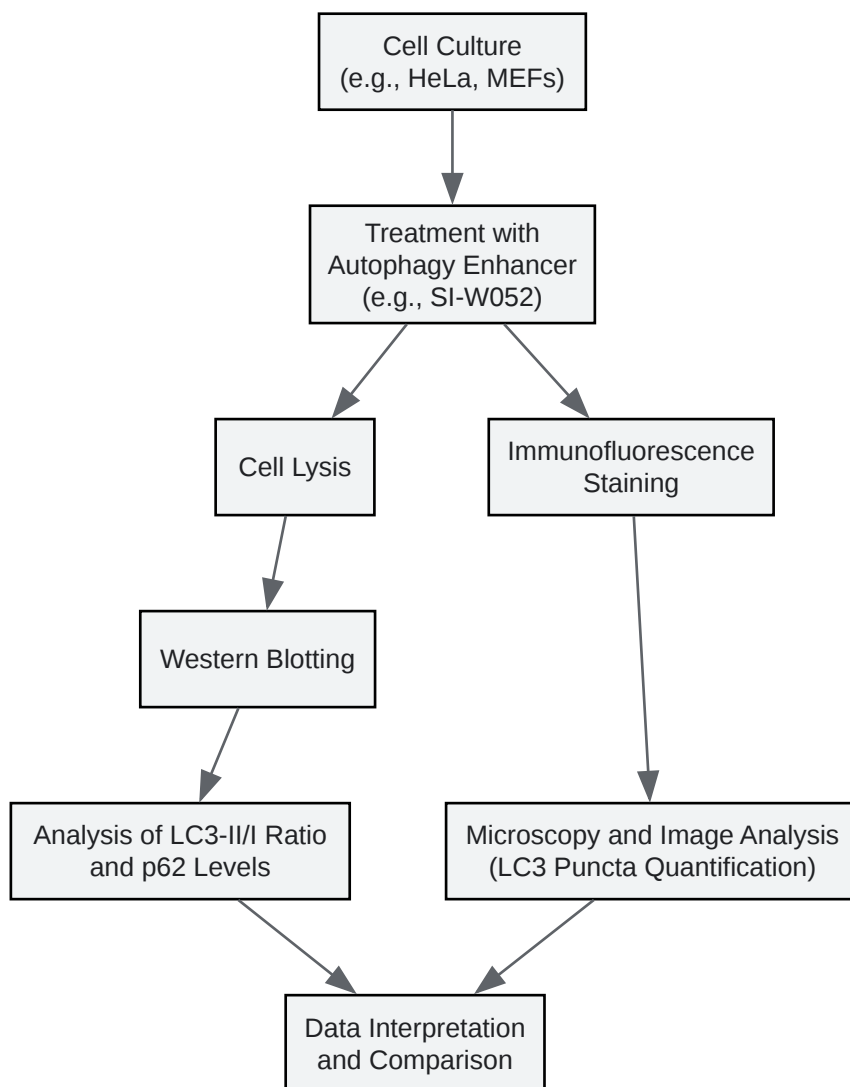 Cell Culture
(e.g., HeLa, MEFs)
Treatment with
Autophagy Enhancer
(e.g., SI-W052)
Cell Lysis
Immunofluorescence
Staining
Western Blotting
Analysis of LC3-II/I Ratio
and p62 Levels
Microscopy and Image Analysis
(LC3 Puncta Quantification)
Data Interpretation
and Comparison